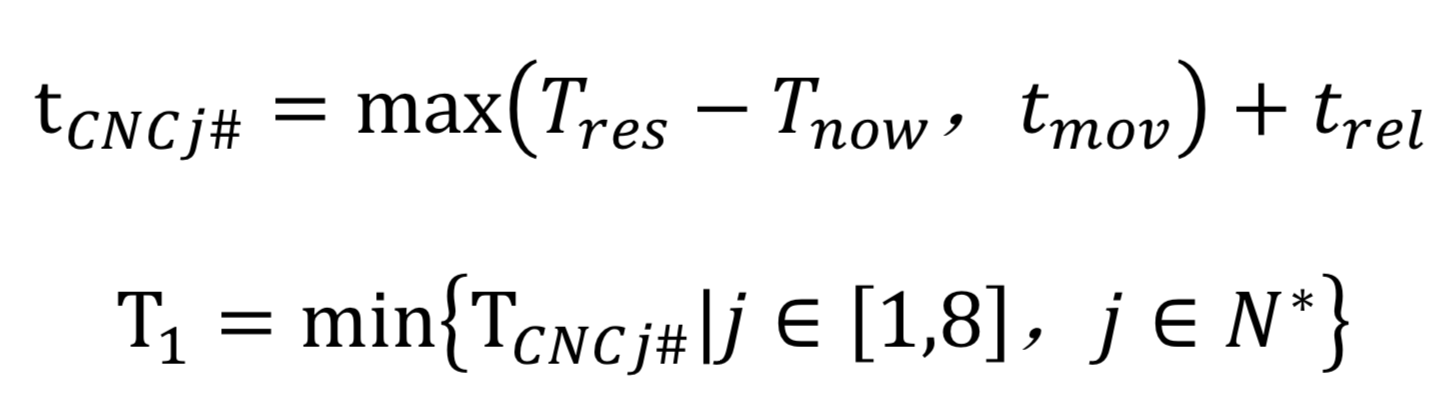 t_{CNCj#} = max(T_{res} − T_{now}，t_{mov}) + t_{rel}
T_1 = min{T_{CNCj#}|j ∈ [1,8]，j ∈ N^*}